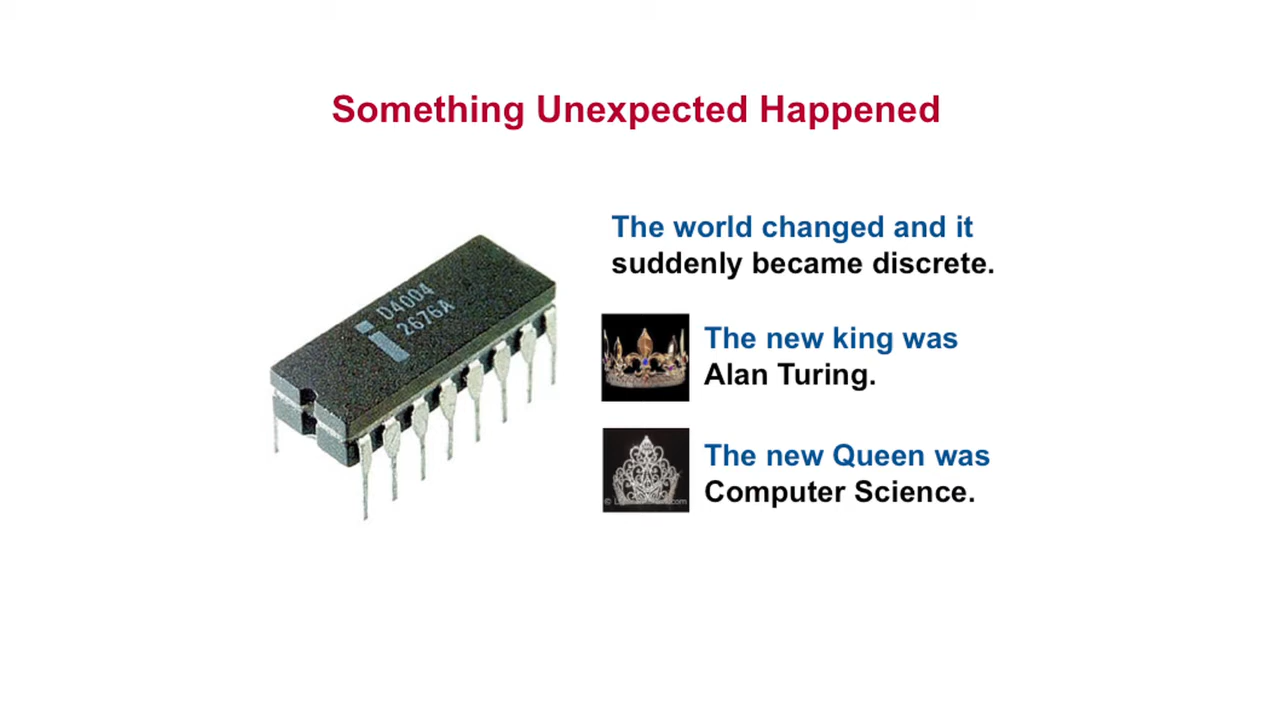 Something Unexpected Happened
D4004
2676A
The world changed and it
suddenly became discrete.
The new king was
Alan Turing.
The new Queen was
Computer Science.